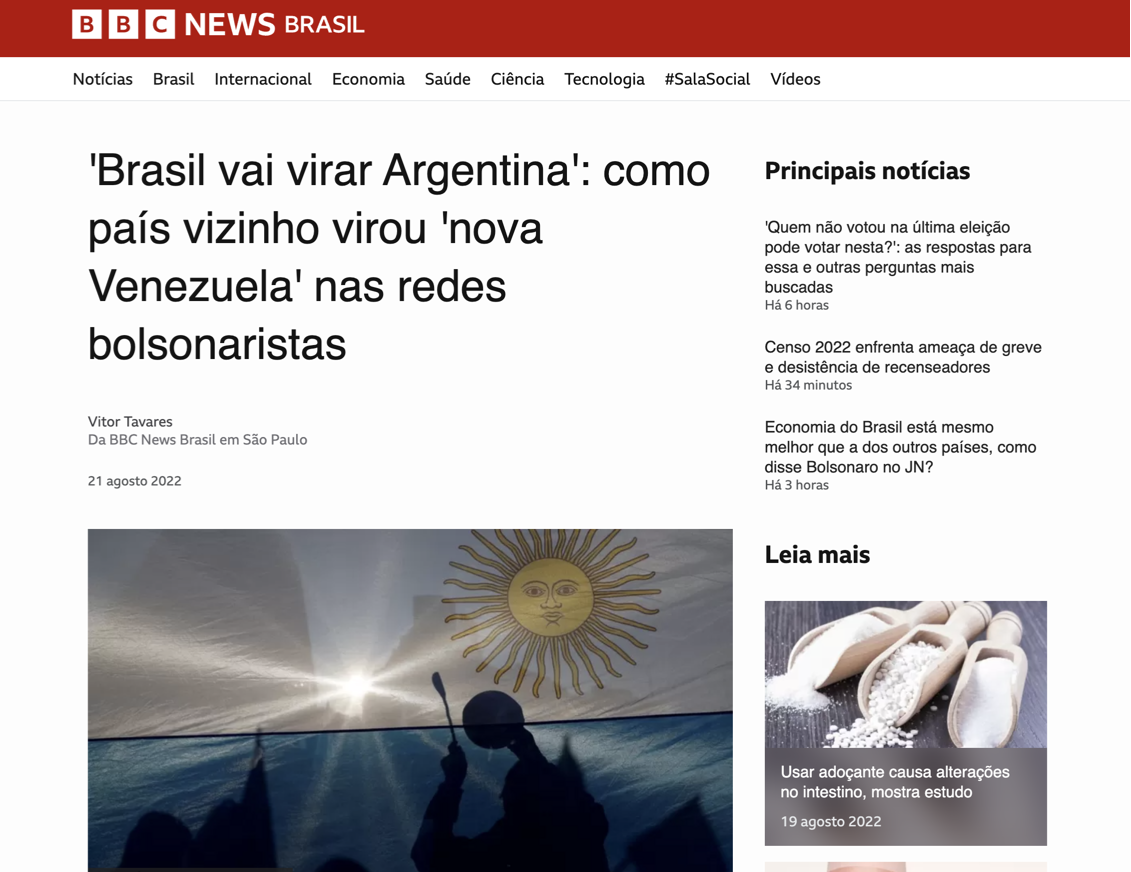 BBC NEWS BRASIL
Notícias Brasil Internacional Economia Saúde Ciência Tecnologia #SalaSocial Vídeos
'Brasil vai virar Argentina': como
país vizinho virou 'nova
Venezuela' nas redes
bolsonaristas
Vitor Tavares
Da BBC News Brasil em São Paulo
21 agosto 2022
Principais notícias
'Quem não votou na última eleição
pode votar nesta?': as respostas para
essa e outras perguntas mais
buscadas
Há 6 horas
Censo 2022 enfrenta ameaça de greve
e desistência de recenseadores
Há 34 minutos
Economia do Brasil está mesmo
melhor que a dos outros países, como
disse Bolsonaro no JN?
Há 3 horas
Leia mais
Usar adoçante causa alterações
no intestino, mostra estudo
19 agosto 2022